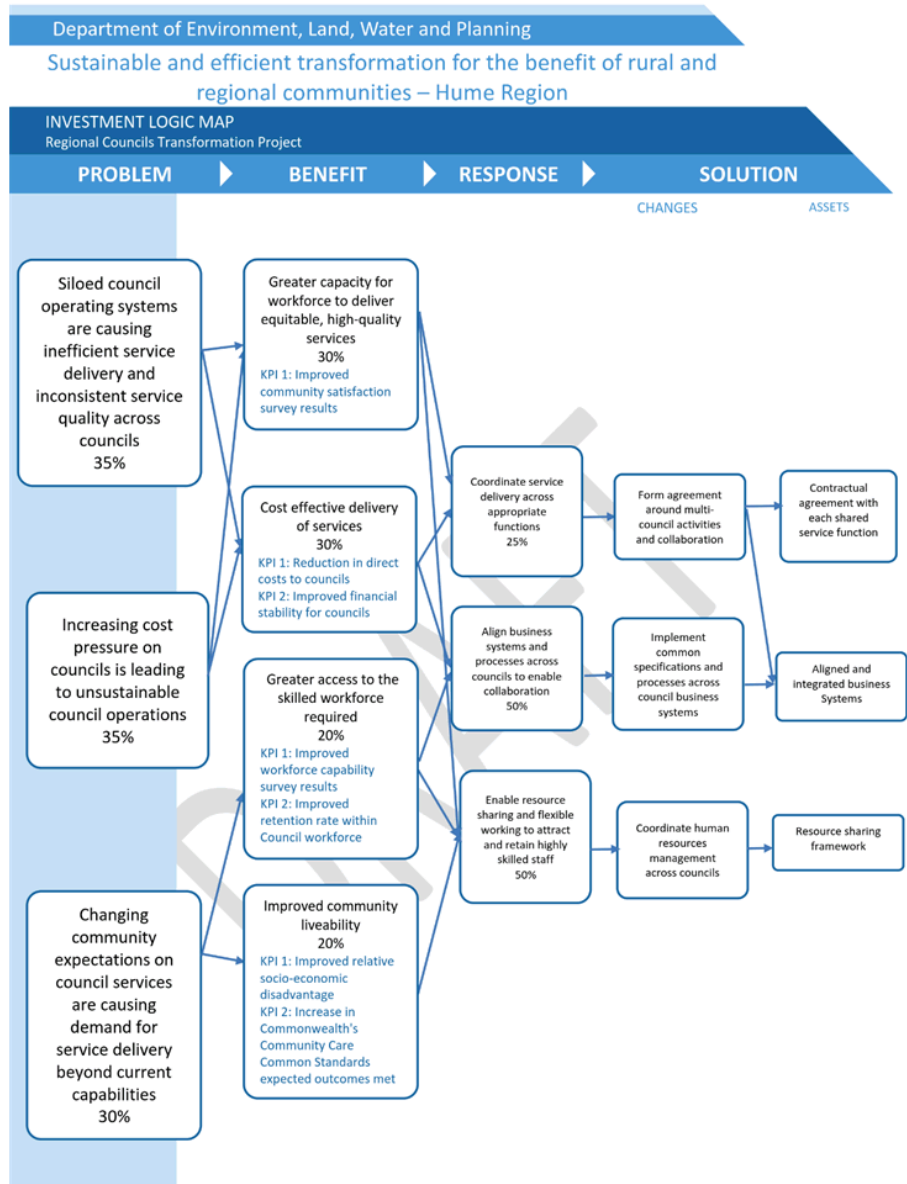 Department of Environment, Land, Water and Planning
Sustainable and efficient transformation for the benefit of rural and
regional communities – Hume Region
INVESTMENT LOGIC MAP
Regional Councils Transformation Project
PROBLEM
BENEFIT
RESPONSE
SOLUTION
CHANGES
ASSETS
Siloed council
operating systems
are causing
inefficient service
delivery and
inconsistent service
quality across
councils
35%
Increasing cost
pressure on
councils is leading
to unsustainable
council operations
35%
Changing
community
expectations on
council services
are causing
demand for
service delivery
beyond current
capabilities
30%
Greater capacity for
workforce to deliver
equitable, high-quality
services
30%
KPI 1: Improved
community satisfaction
survey results
Cost effective delivery
of services
30%
KPI 1: Reduction in direct
costs to councils
KPI 2: Improved financial
stability for councils
Greater access to the
skilled workforce
required
20%
KPI 1: Improved
workforce capability
survey results
KPI 2: Improved
retention rate within
Council workforce
Improved community
liveability
20%
KPI 1: Improved relative
socio-economic
disadvantage
KPI 2: Increase in
Commonwealth's
Community Care
Common Standards
expected outcomes met
Coordinate service
delivery across
appropriate
functions
25%
Align business
systems and
processes across
councils to enable
collaboration
50%
Enable resource
sharing and flexible
working to attract
and retain highly
skilled staff
50%
Form agreement
around multi-
council activities
and collaboration
Implement
common
specifications and
processes across
council business
systems
Coordinate human
resources
management
across councils
Contractual
agreement with
each shared
service function
Aligned and
integrated business
Systems
Resource sharing
framework
DRAFT